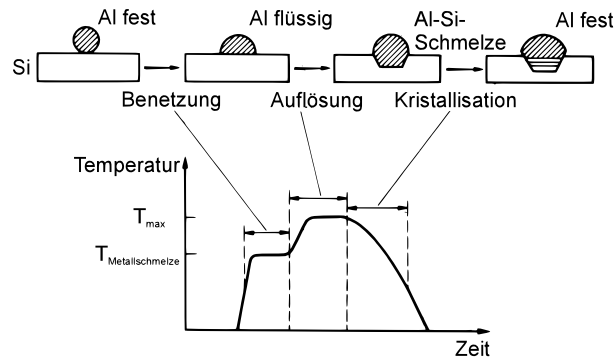 Al fest
Al flüssig
Al-Si-
Schmelze
Al fest
Si
Benetzung
Auflösung
Kristallisation
Temperatur
T max
T Metallschmelze
Zeit